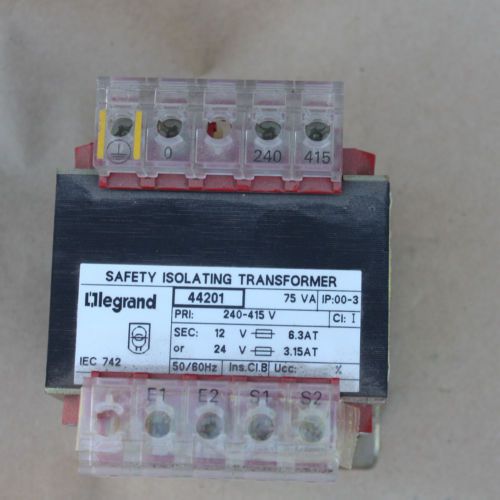 0 240 415
SAFETY ISOLATING TRANSFORMER
legrand 44201 75 VA IP:00-3
PRI: 240-415 V Cl: I
SEC: 12 V 6.3AT
or 24 V 3.15AT
IEC 742 50/60Hz Ins.Cl.B Ucc: %
E1 E2 S1 S2